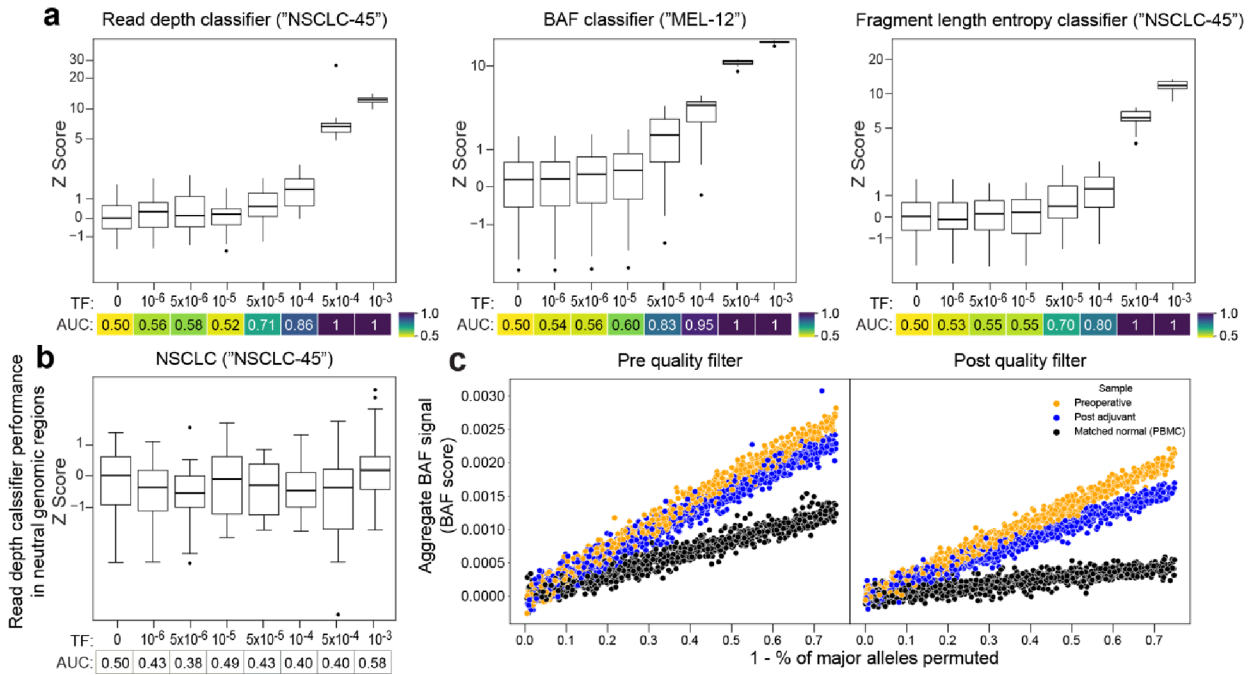 a
Read depth classifier ("NSCLC-45")
Z Score
30
20
10
5
1
0
−1
TF:
0 10⁻⁶ 5x10⁻⁶ 10⁻⁵ 5x10⁻⁵ 10⁻⁴ 5x10⁻⁴ 10⁻³
AUC: 0.50 0.56 0.58 0.52 0.71 0.86 1 1
1.0
0.5
BAF classifier ("MEL-12")
Z Score
10
1
0
−1
TF:
0 10⁻⁶ 5x10⁻⁶ 10⁻⁵ 5x10⁻⁵ 10⁻⁴ 5x10⁻⁴ 10⁻³
AUC: 0.50 0.54 0.56 0.60 0.83 0.95 1 1
1.0
0.5
Fragment length entropy classifier ("NSCLC-45")
Z Score
30
20
10
5
1
0
−1
TF:
0 10⁻⁶ 5x10⁻⁶ 10⁻⁵ 5x10⁻⁵ 10⁻⁴ 5x10⁻⁴ 10⁻³
AUC: 0.50 0.53 0.55 0.55 0.70 0.80 1 1
1.0
0.5
b
NSCLC ("NSCLC-45")
Read depth calssifier performance
in neutral genomic regions
Z Score
1
0
−1
TF:
0 10⁻⁶ 5x10⁻⁶ 10⁻⁵ 5x10⁻⁵ 10⁻⁴ 5x10⁻⁴ 10⁻³
AUC: 0.50 0.43 0.38 0.49 0.43 0.40 0.40 0.58
c
Pre quality filter
Post quality filter
Aggregate BAF signal
(BAF score)
0.0030
0.0025
0.0020
0.0015
0.0010
0.0005
0.0000
Sample
Preoperative
Post adjuvant
Matched normal (PBMC)
0.0 0.1 0.2 0.3 0.4 0.5 0.6 0.7
0.0 0.1 0.2 0.3 0.4 0.5 0.6 0.7
1 - % of major alleles permuted